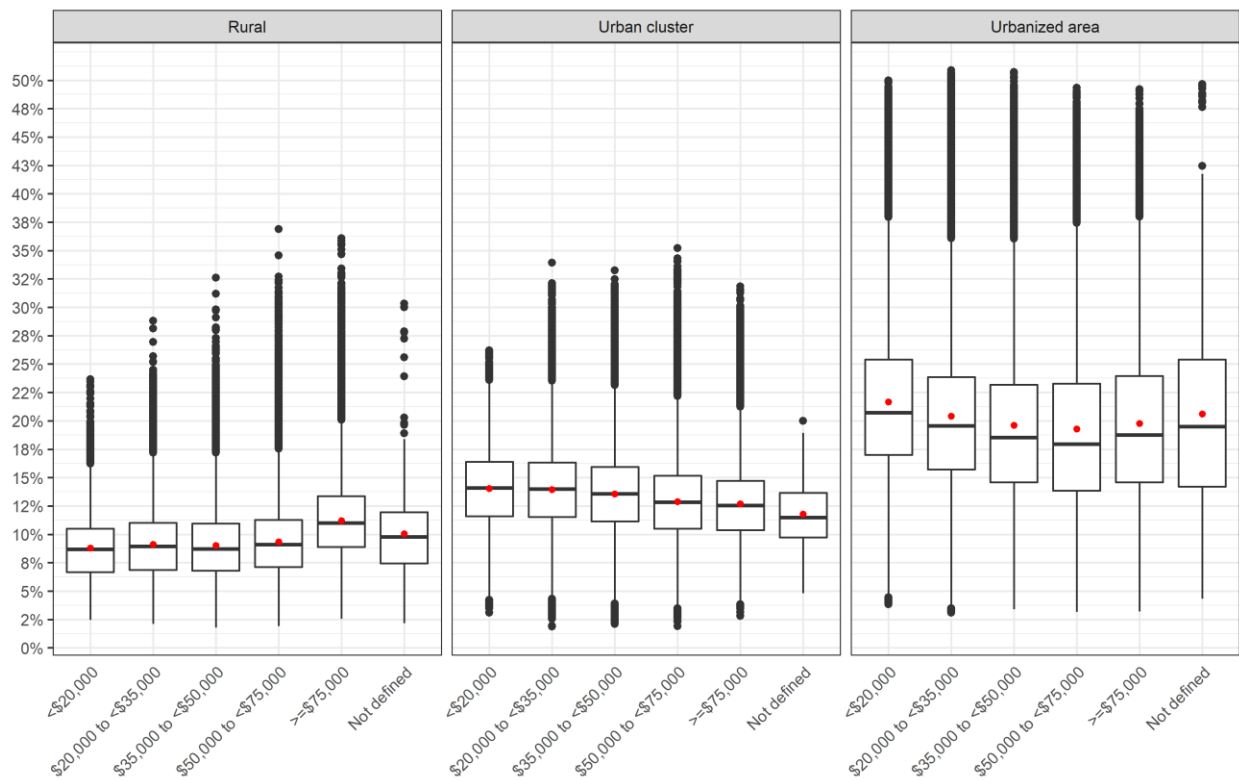 Rural
Urban cluster
Urbanized area
50%
48%
45%
43%
40%
38%
35%
32%
30%
28%
25%
22%
20%
18%
15%
12%
10%
8%
5%
2%
0%
<$20,000
$20,000 to <$35,000
$35,000 to <$50,000
$50,000 to <$75,000
>=$75,000
Not defined
<$20,000
$20,000 to <$35,000
$35,000 to <$50,000
$50,000 to <$75,000
>=$75,000
Not defined
<$20,000
$20,000 to <$35,000
$35,000 to <$50,000
$50,000 to <$75,000
>=$75,000
Not defined